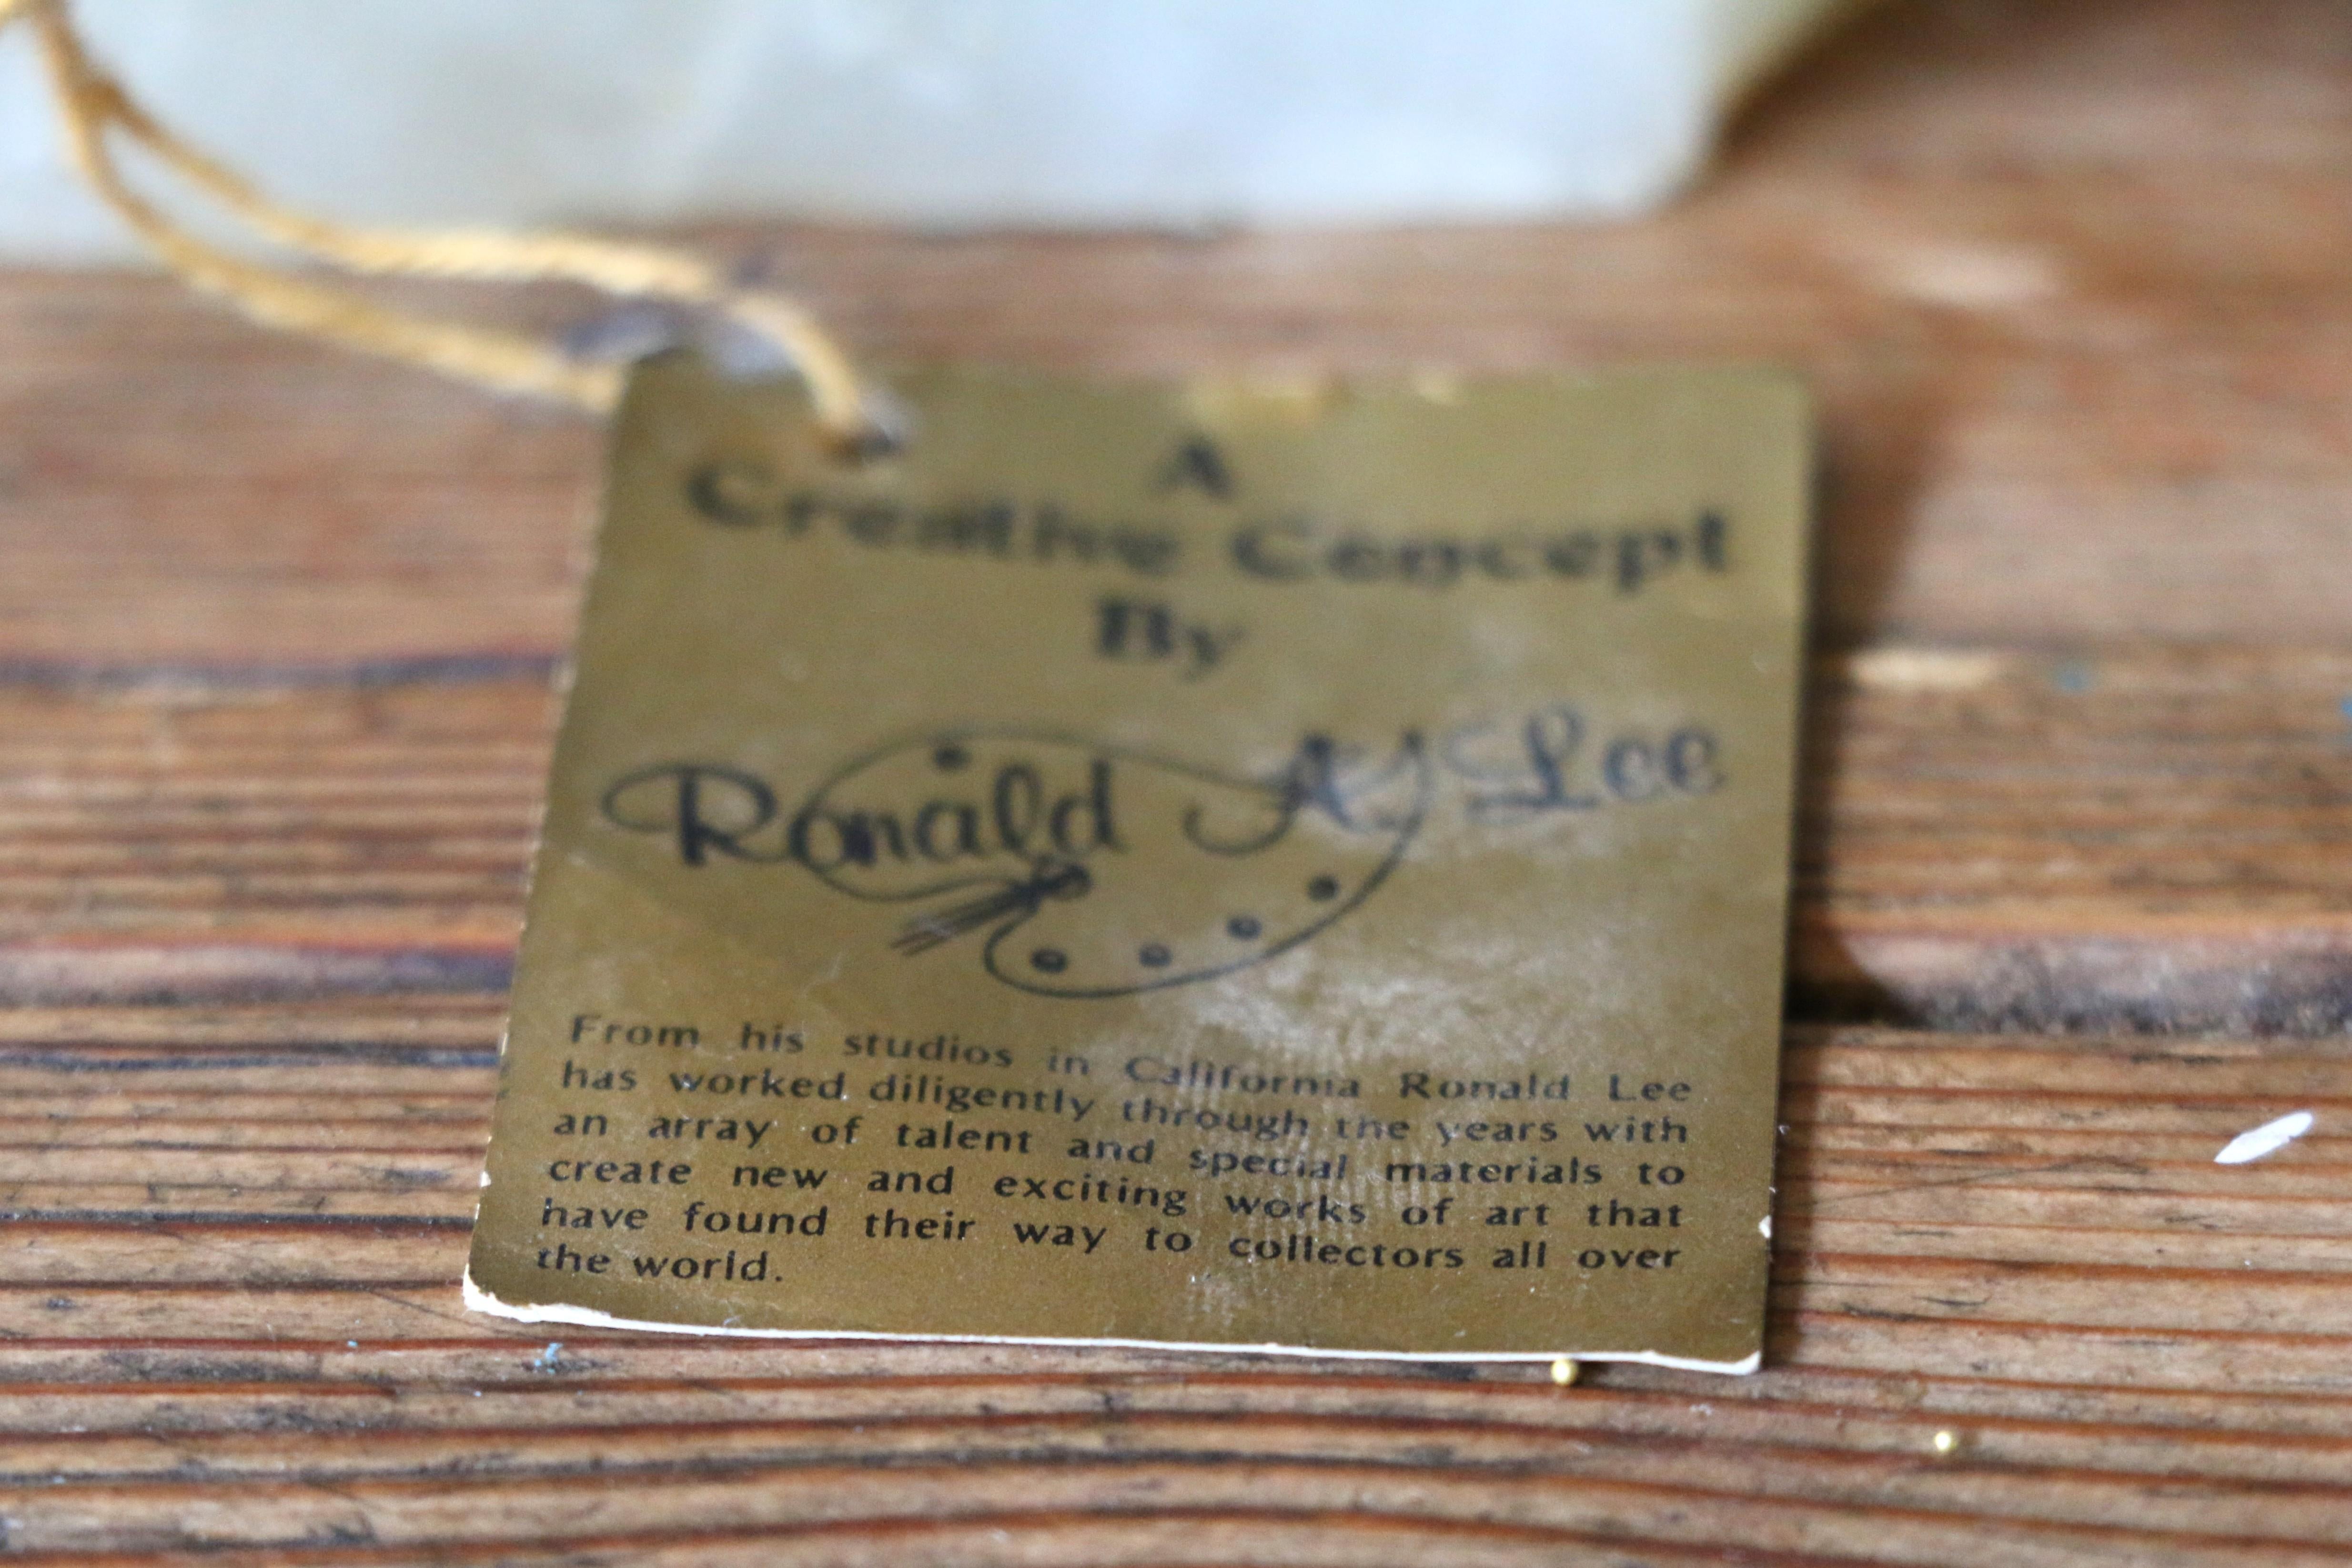 A
Creative Concept
By
Ronald A Lee
From his studios in California Ronald Lee
has worked diligently through the years with
an array of talent and special materials to
create new and exciting works of art that
have found their way to collectors all over
the world.